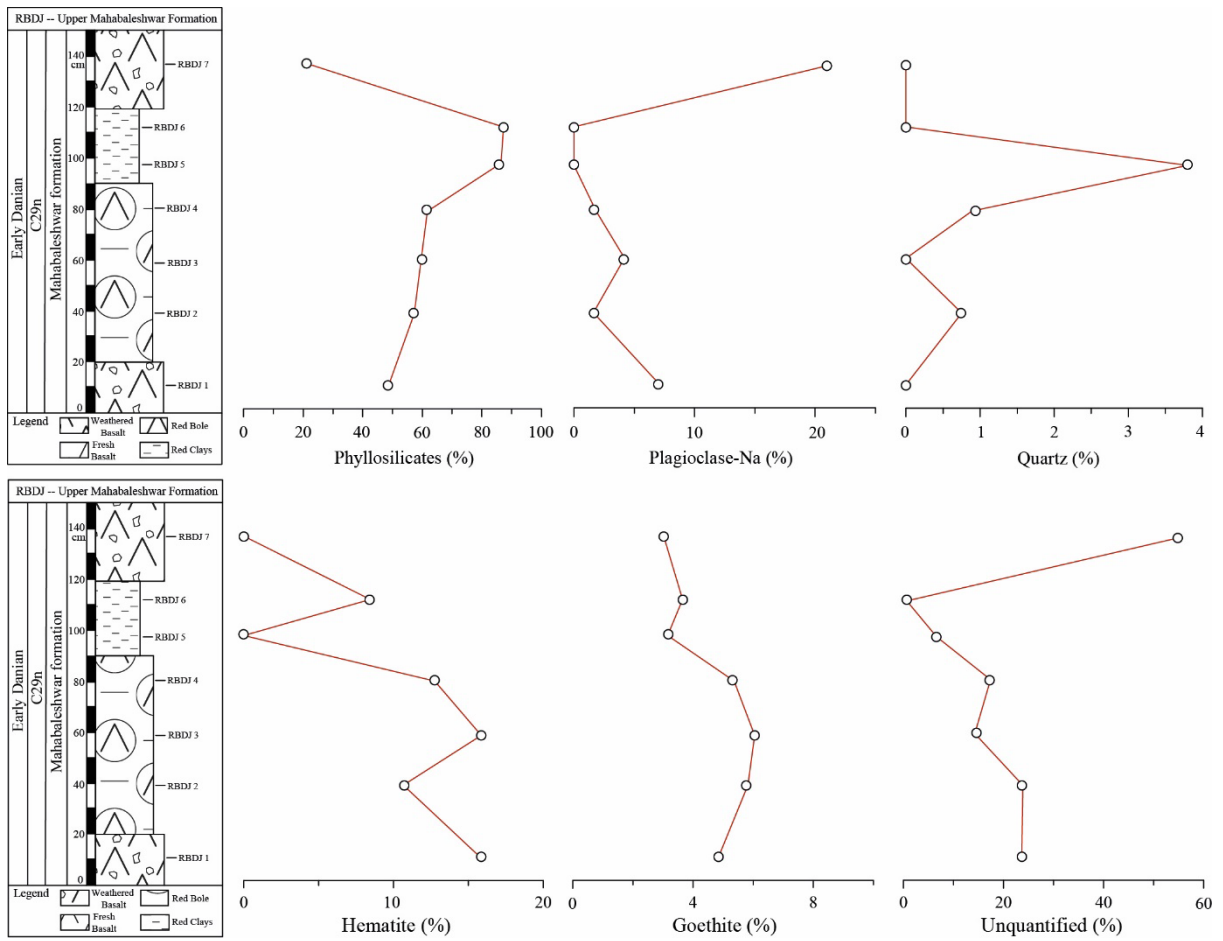 RBDJ -- Upper Mahabaleshwar Formation
Early Danian
C29n
Mahabaleshwar formation
140
cm
120
100
80
60
40
20
0
RBDJ 7
RBDJ 6
RBDJ 5
RBDJ 4
RBDJ 3
RBDJ 2
RBDJ 1
Legend
Weathered
Basalt
Red Bole
Fresh
Basalt
Red Clays
0 20 40 60 80 100
Phyllosilicates (%)
0 10 20
Plagioclase-Na (%)
0 1 2 3 4
Quartz (%)
RBDJ -- Upper Mahabaleshwar Formation
Early Danian
C29n
Mahabaleshwar formation
140
cm
120
100
80
60
40
20
0
RBDJ 7
RBDJ 6
RBDJ 5
RBDJ 4
RBDJ 3
RBDJ 2
RBDJ 1
Legend
Weathered
Basalt
Red Bole
Fresh
Basalt
Red Clays
0 10 20
Hematite (%)
0 4 8
Goethite (%)
0 20 40 60
Unquantified (%)